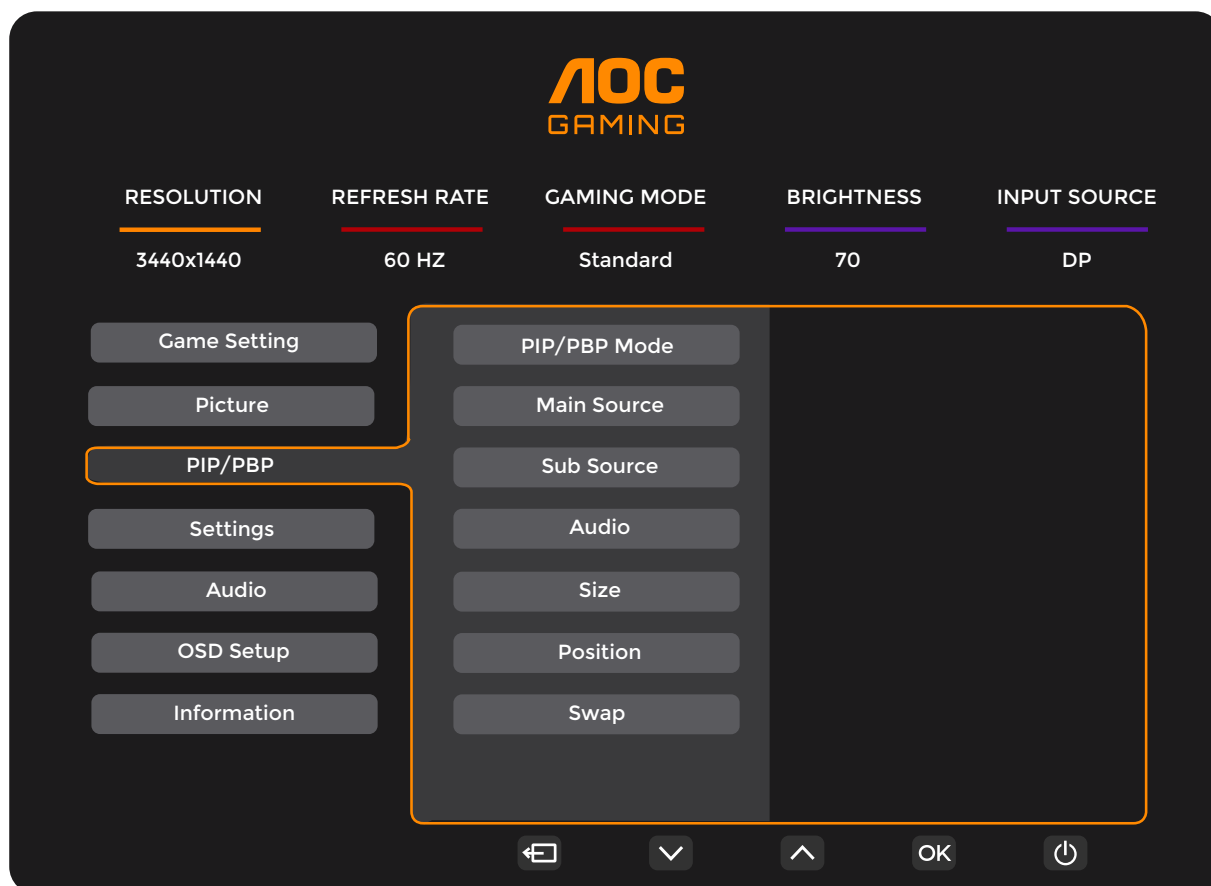 AOC
GAMING
RESOLUTION REFRESH RATE GAMING MODE BRIGHTNESS INPUT SOURCE
3440x1440 60 HZ Standard 70 DP
Game Setting PIP/PBP Mode
Picture Main Source
PIP/PBP Sub Source
Settings Audio
Audio Size
OSD Setup Position
Information Swap
OK